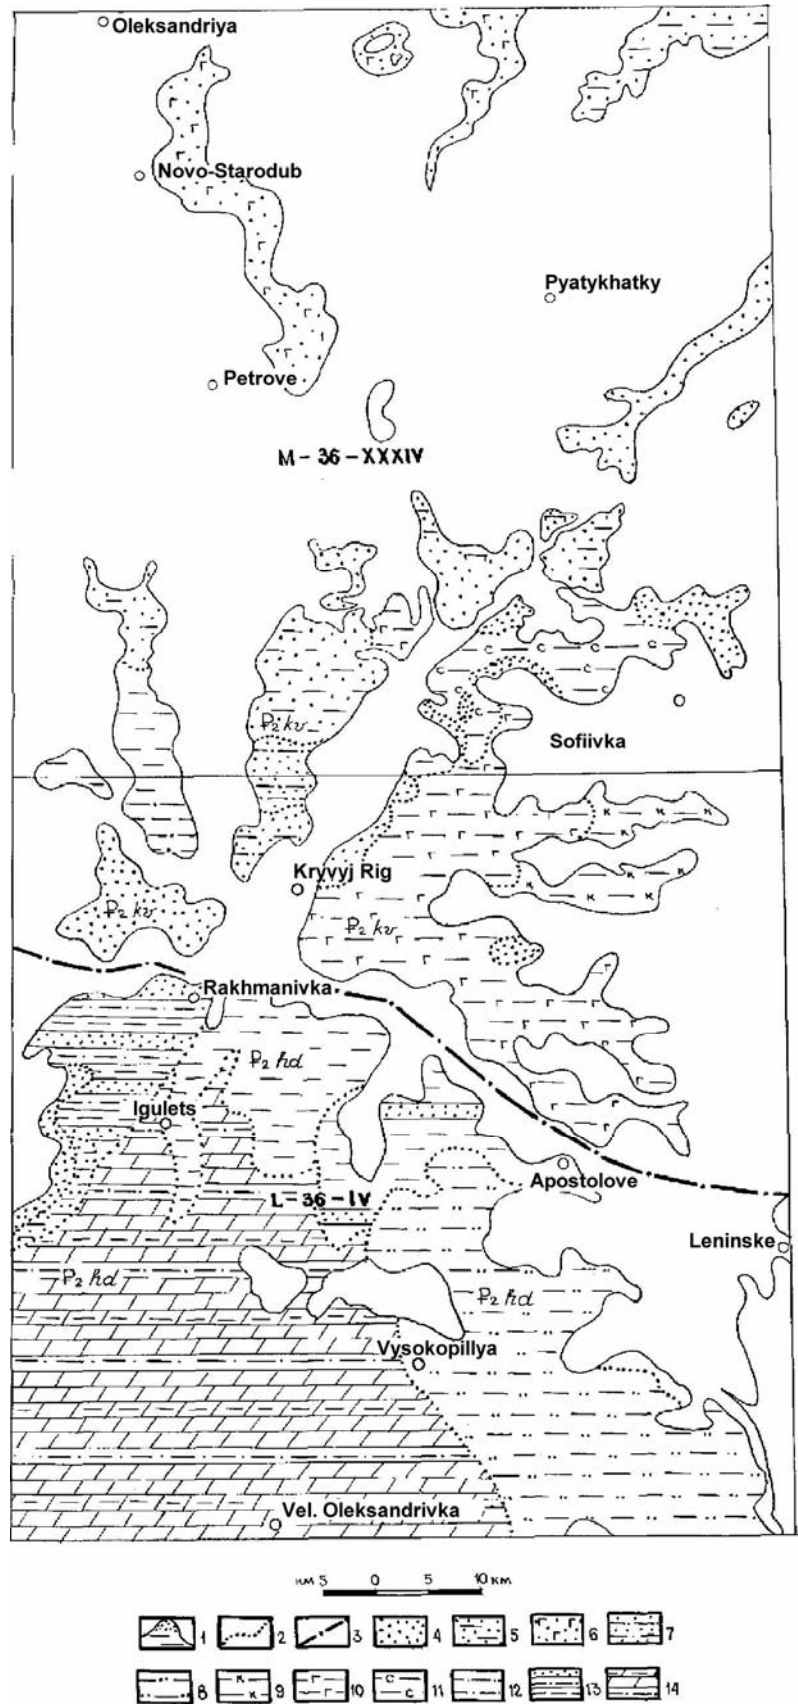 Oleksandriya
Novo-Starodub
Pyatykhatky
Petrove
M-36-XXXIV
P₂ kv
Sofiivka
Kryvyj Rig
P₂ kv
P₂ kv
Rakhmanivka
P₂ hd
Igulets
Apostolove
L-36-IV
Leninske
P₂ hd
P₂ hd
Vysokopillya
Vel. Oleksandrivka
км 5 0 5 10 км
1 2 3 4 5 6 7
8 9 10 11 12 13 14